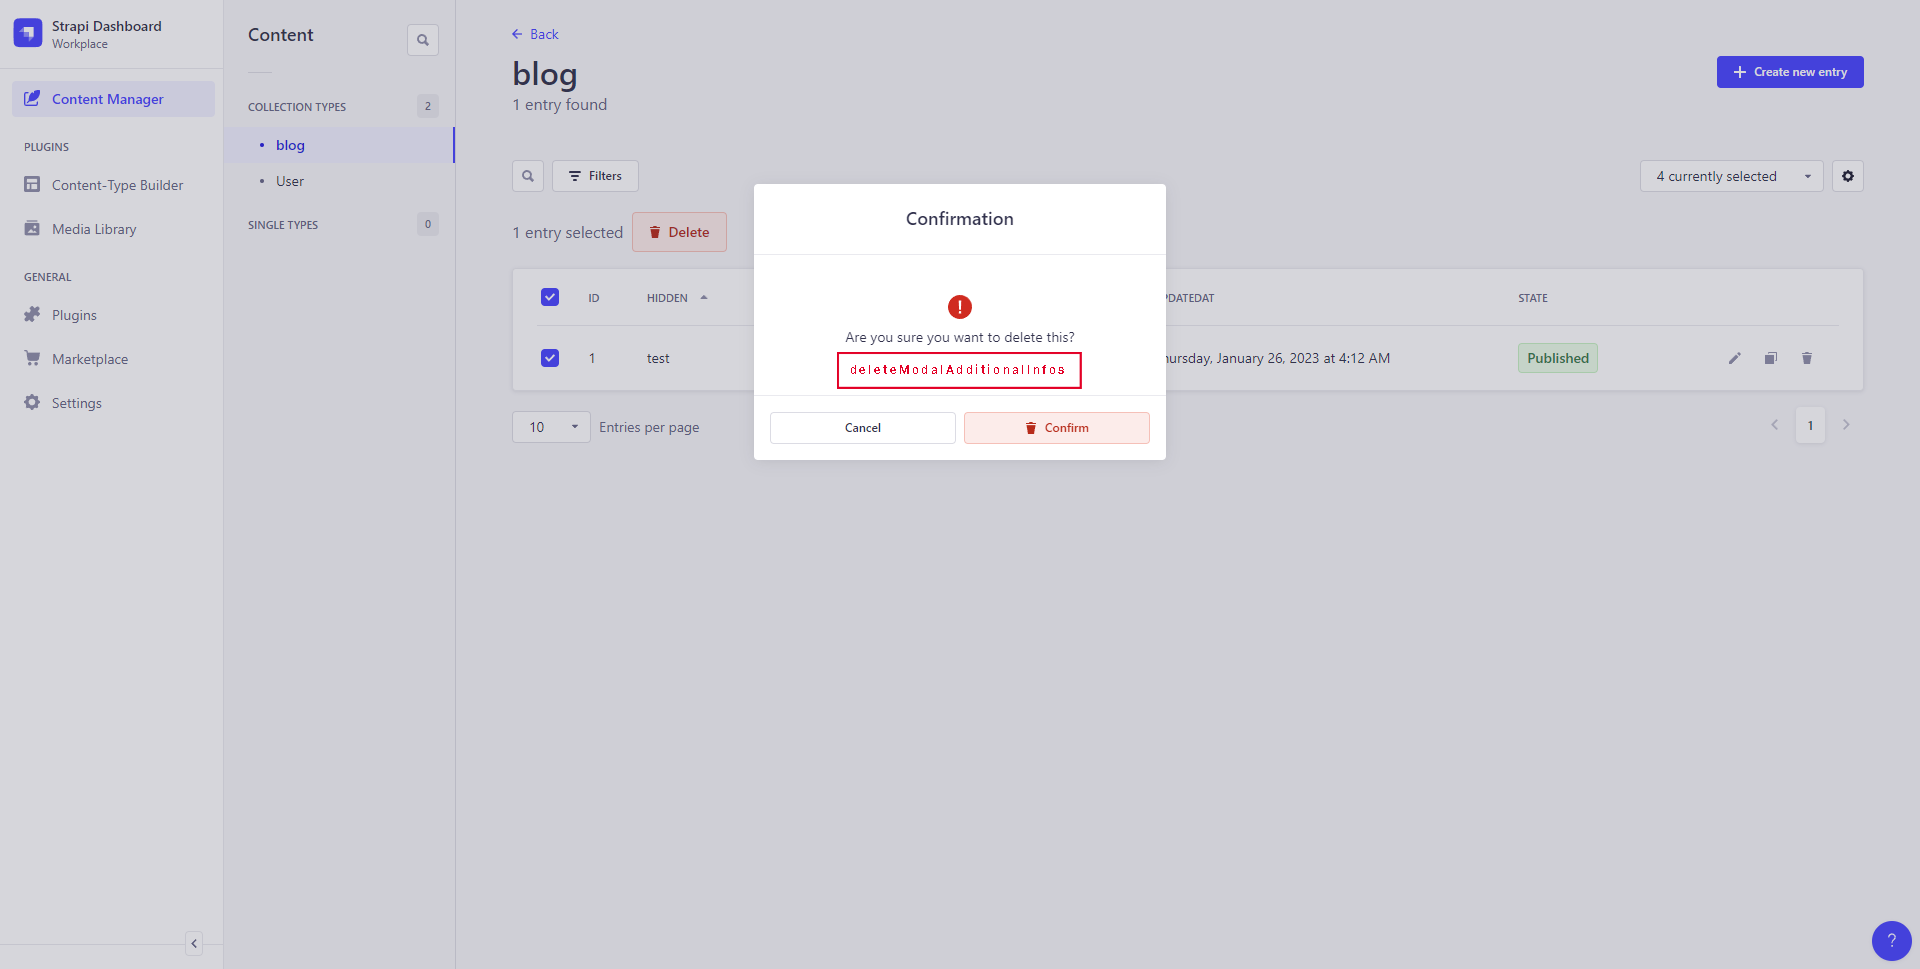 Strapi Dashboard
Workplace
Content Manager
PLUGINS
Content-Type Builder
Media Library
GENERAL
Plugins
Marketplace
Settings
Content
COLLECTION TYPES 2
blog
User
SINGLE TYPES 0
Back
blog
1 entry found
Create new entry
Filters
4 currently selected
1 entry selected Delete
ID HIDDEN PDATEDAT STATE
1 test hursday, January 26, 2023 at 4:12 AM Published
10 Entries per page
1
Confirmation
Are you sure you want to delete this?
deleteModalAdditionalInfos
Cancel Confirm
?